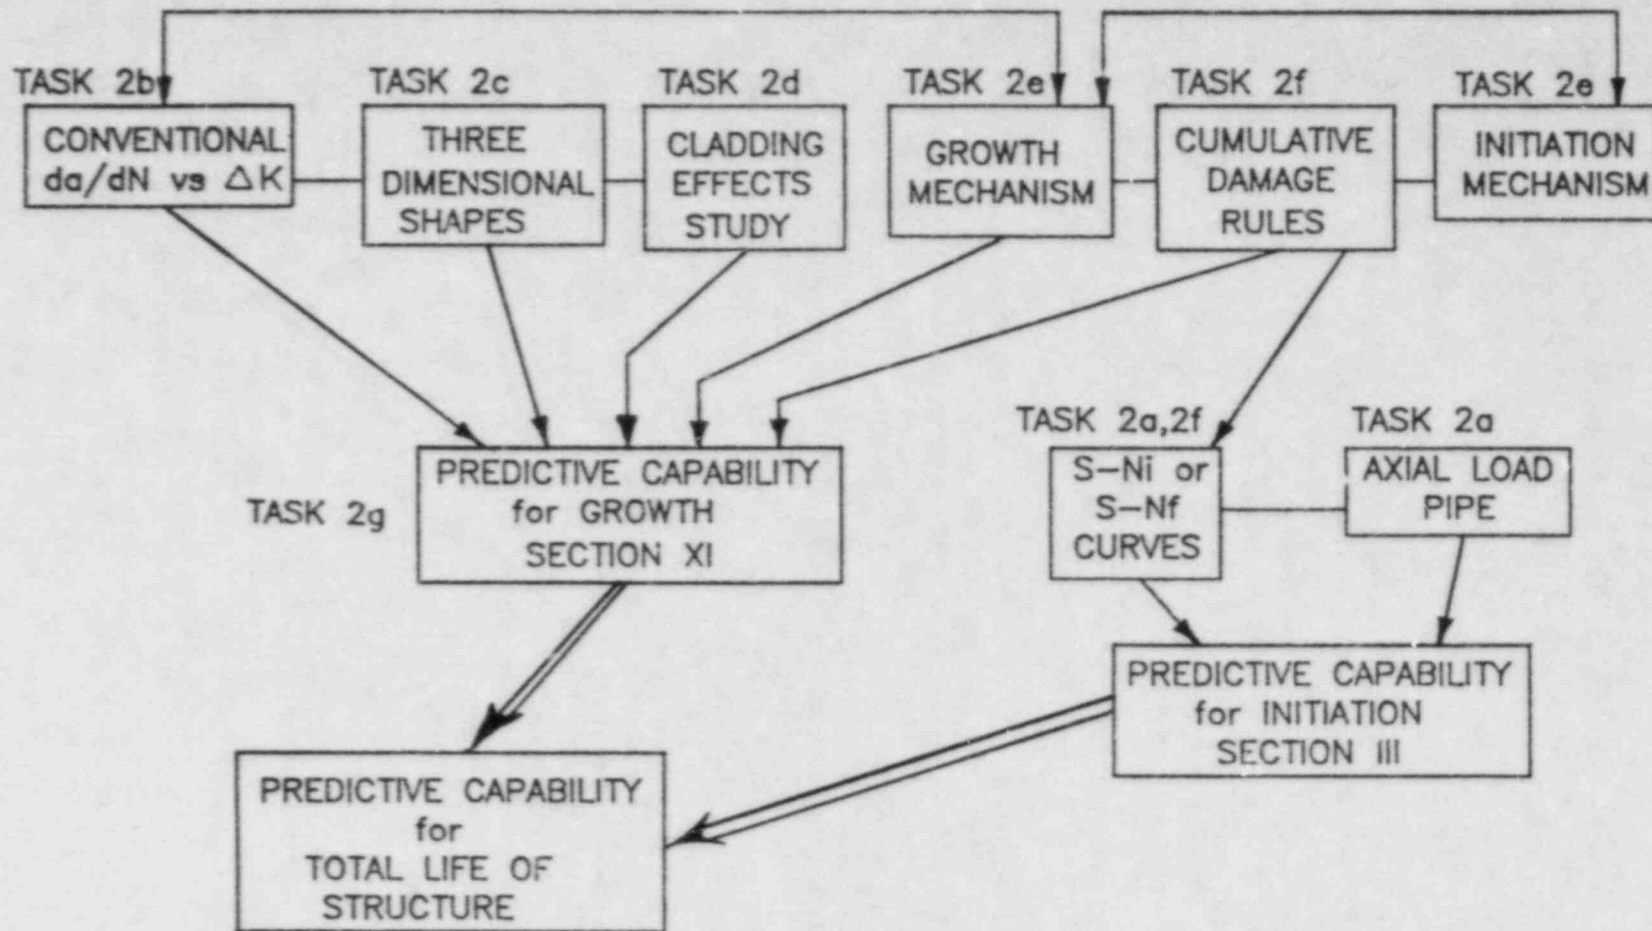 TASK 2b
CONVENTIONAL
da/dN vs ΔK
TASK 2c
THREE
DIMENSIONAL
SHAPES
TASK 2d
CLADDING
EFFECTS
STUDY
TASK 2e
GROWTH
MECHANISM
TASK 2f
CUMULATIVE
DAMAGE
RULES
TASK 2e
INITIATION
MECHANISM
TASK 2g
PREDICTIVE CAPABILITY
for GROWTH
SECTION XI
TASK 2a,2f
S-Ni or
S-Nf
CURVES
TASK 2a
AXIAL LOAD
PIPE
PREDICTIVE CAPABILITY
for INITIATION
SECTION III
PREDICTIVE CAPABILITY
for
TOTAL LIFE OF
STRUCTURE